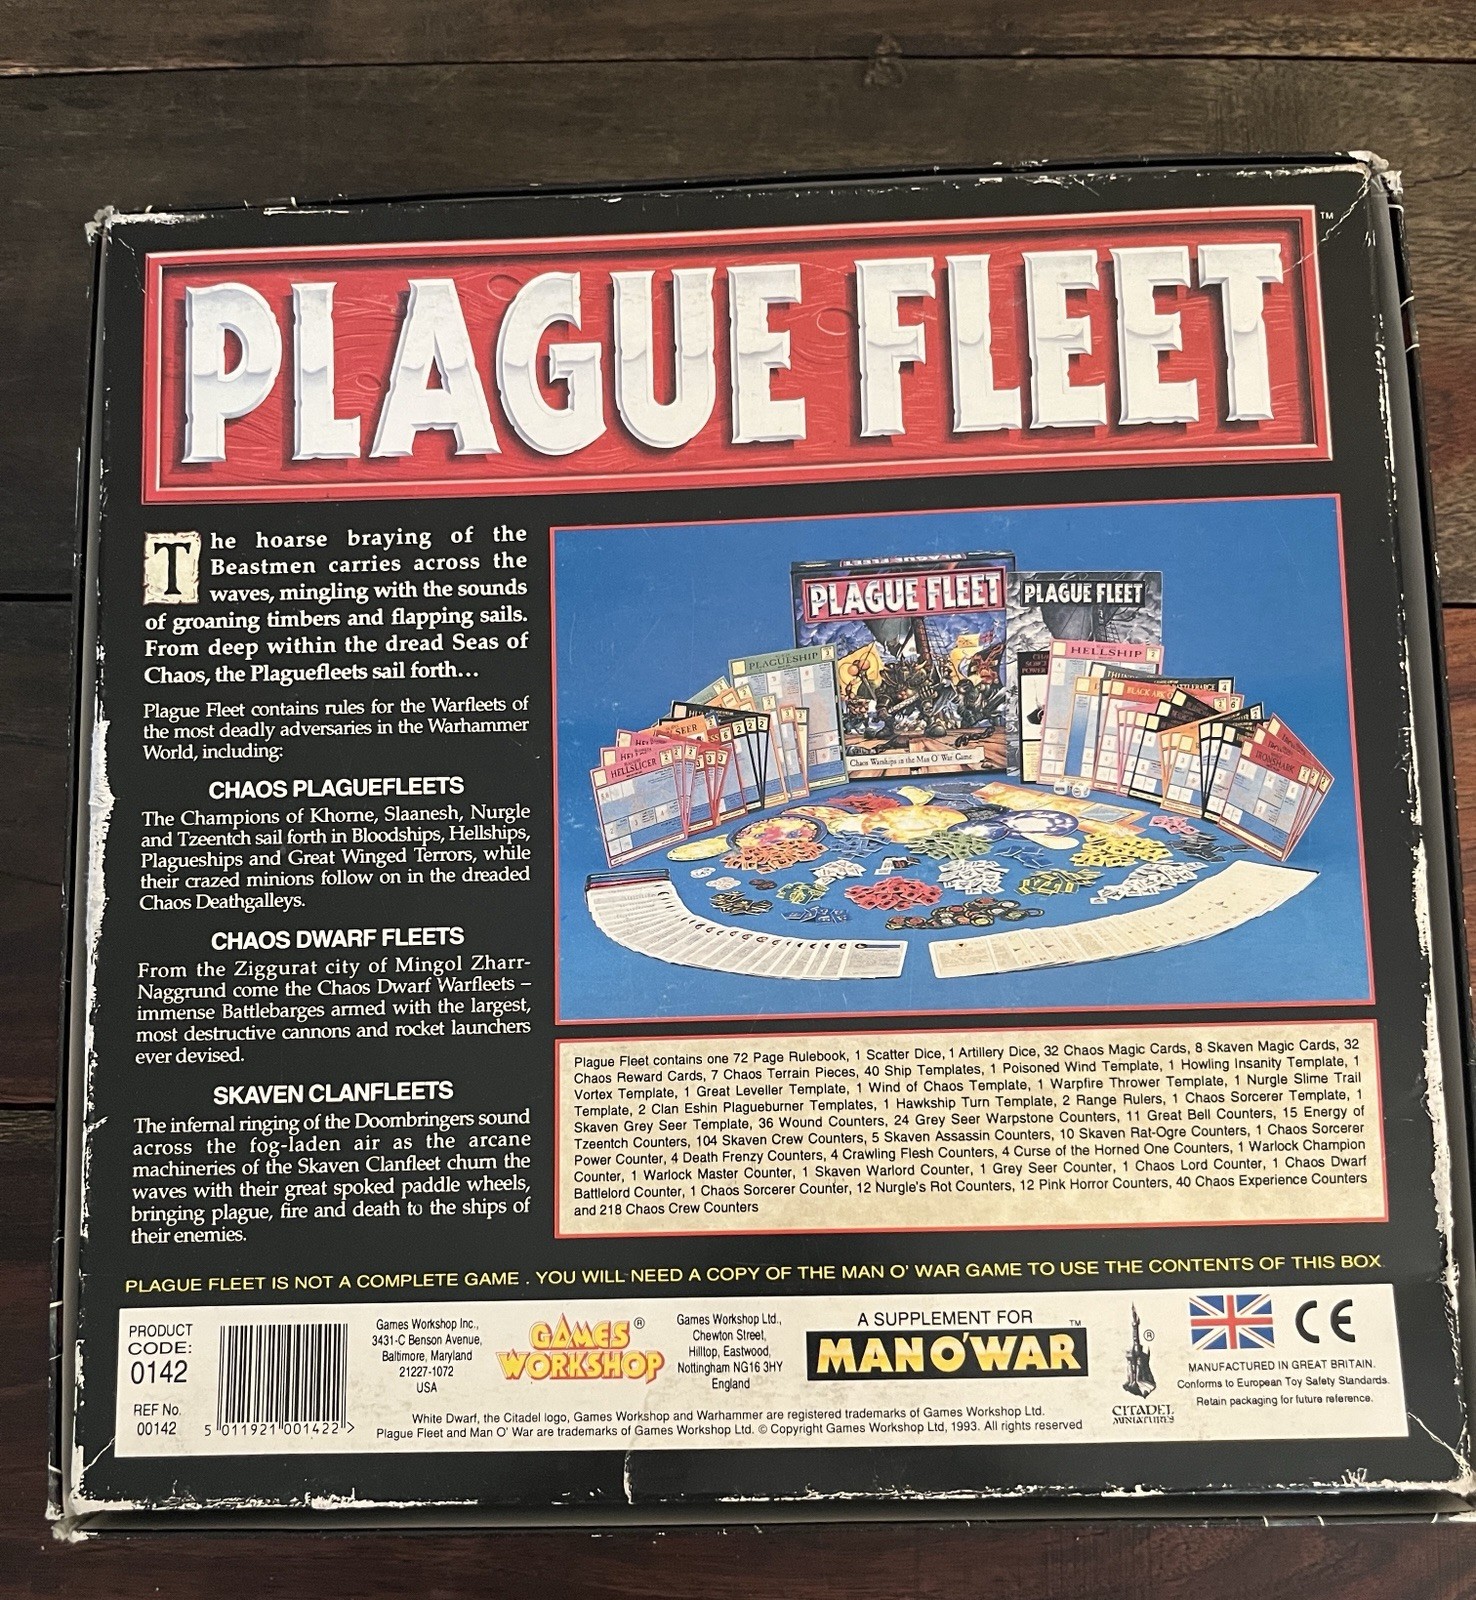 PLAGUE FLEET
TM
The hoarse braying of the
Beastmen carries across the
waves, mingling with the sounds
of groaning timbers and flapping sails.
From deep within the dread Seas of
Chaos, the Plaguefleets sail forth...
Plague Fleet contains rules for the Warfleets of
the most deadly adversaries in the Warhammer
World, including:
CHAOS PLAGUEFLEETS
The Champions of Khorne, Slaanesh, Nurgle
and Tzeentch sail forth in Bloodships, Hellships,
Plagueships and Great Winged Terrors, while
their crazed minions follow on in the dreaded
Chaos Deathgalleys.
CHAOS DWARF FLEETS
From the Ziggurat city of Mingol Zharr-
Naggrund come the Chaos Dwarf Warfleets –
immense Battlebarges armed with the largest,
most destructive cannons and rocket launchers
ever devised.
SKAVEN CLANFLEETS
The infernal ringing of the Doombringers sound
across the fog-laden air as the arcane
machineries of the Skaven Clanfleet churn the
waves with their great spoked paddle wheels,
bringing plague, fire and death to the ships of
their enemies.
PLAGUE FLEET
PLAGUE FLEET
PLAGUESHIP
HELLSHIP
HELLSLICER
SEER
BLACK ARK
IRONSHARK
Chaos Warships in the Man O' War Game
Plague Fleet contains one 72 Page Rulebook, 1 Scatter Dice, 1 Artillery Dice, 32 Chaos Magic Cards, 8 Skaven Magic Cards, 32
Chaos Reward Cards, 7 Chaos Terrain Pieces, 40 Ship Templates, 1 Poisoned Wind Template, 1 Howling Insanity Template, 1
Vortex Template, 1 Great Leveller Template, 1 Wind of Chaos Template, 1 Warpfire Thrower Template, 1 Nurgle Slime Trail
Template, 2 Clan Eshin Plagueburner Templates, 1 Hawkship Turn Template, 2 Range Rulers, 1 Chaos Sorcerer Template, 1
Skaven Grey Seer Template, 36 Wound Counters, 24 Grey Seer Warpstone Counters, 11 Great Bell Counters, 15 Energy of
Tzeentch Counters, 104 Skaven Crew Counters, 5 Skaven Assassin Counters, 10 Skaven Rat-Ogre Counters, 1 Chaos Sorcerer
Power Counter, 4 Death Frenzy Counters, 4 Crawling Flesh Counters, 4 Curse of the Horned One Counters, 1 Warlock Champion
Counter, 1 Warlock Master Counter, 1 Skaven Warlord Counter, 1 Grey Seer Counter, 1 Chaos Lord Counter, 1 Chaos Dwarf
Battlelord Counter, 1 Chaos Sorcerer Counter, 12 Nurgle's Rot Counters, 12 Pink Horror Counters, 40 Chaos Experience Counters
and 218 Chaos Crew Counters
PLAGUE FLEET IS NOT A COMPLETE GAME . YOU WILL NEED A COPY OF THE MAN O' WAR GAME TO USE THE CONTENTS OF THIS BOX.
PRODUCT
CODE:
0142
REF No.
00142
5 011921 001422 >
Games Workshop Inc.,
3431-C Benson Avenue,
Baltimore, Maryland
21227-1072
USA
GAMES ®
WORKSHOP
Games Workshop Ltd.,
Chewton Street,
Hilltop, Eastwood,
Nottingham NG16 3HY
England
A SUPPLEMENT FOR
MAN O'WAR TM
®
CITADEL
MINIATURES
CE
MANUFACTURED IN GREAT BRITAIN.
Conforms to European Toy Safety Standards.
Retain packaging for future reference.
White Dwarf, the Citadel logo, Games Workshop and Warhammer are registered trademarks of Games Workshop Ltd.
Plague Fleet and Man O' War are trademarks of Games Workshop Ltd. © Copyright Games Workshop Ltd, 1993. All rights reserved